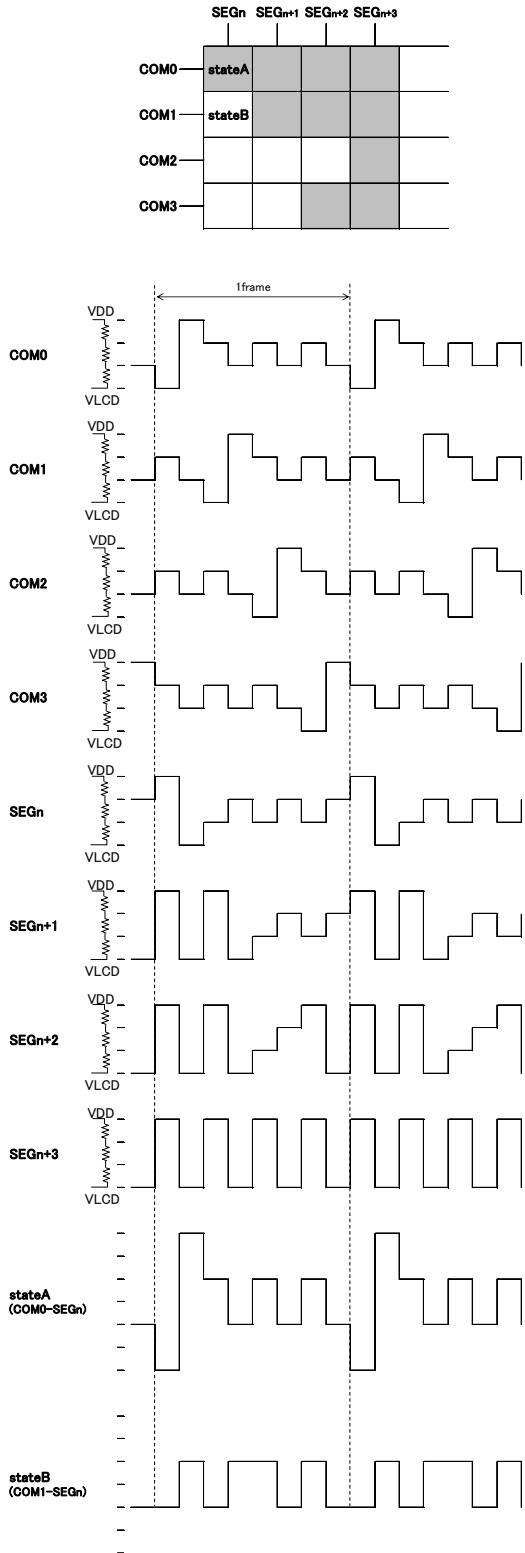 SEGn SEGn+1 SEGn+2 SEGn+3
COM0 stateA
COM1 stateB
COM2
COM3
1frame
VDD
COM0
VLCD
VDD
COM1
VLCD
VDD
COM2
VLCD
VDD
COM3
VLCD
VDD
SEGn
VLCD
VDD
SEGn+1
VLCD
VDD
SEGn+2
VLCD
VDD
SEGn+3
VLCD
stateA
(COM0-SEGn)
stateB
(COM1-SEGn)